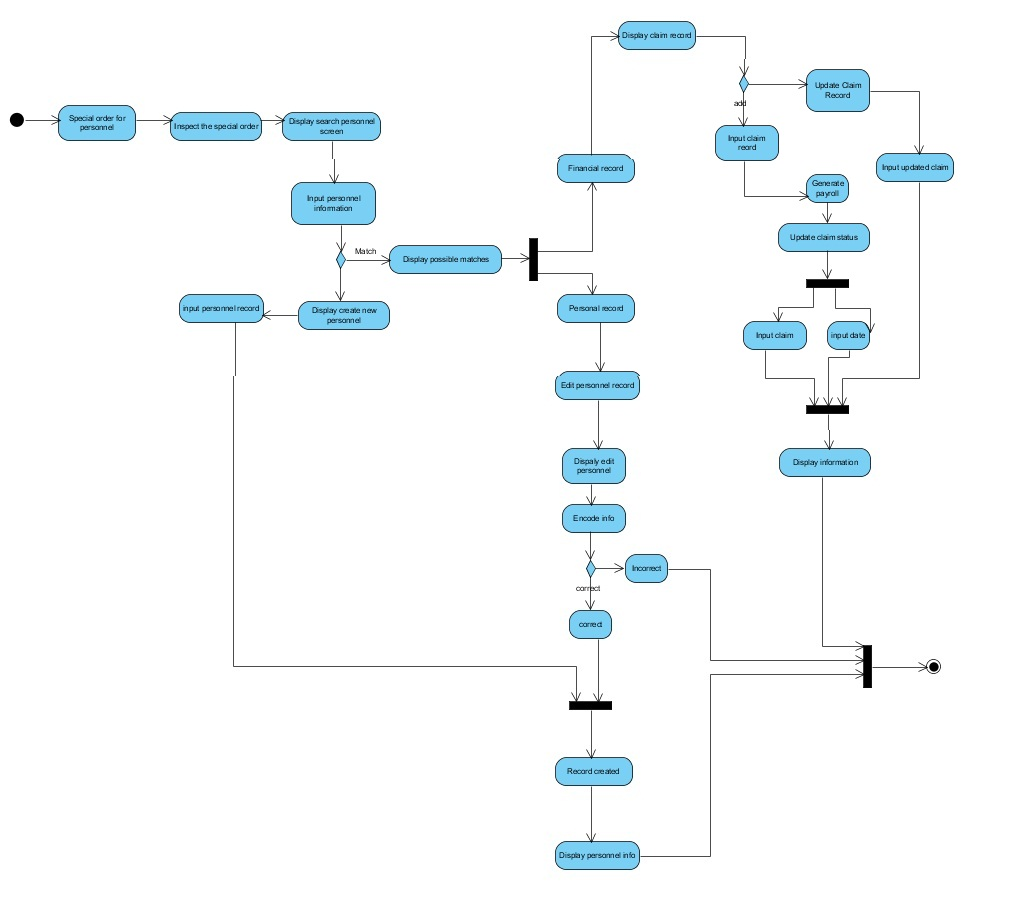 Display claim record
Update Claim
Record
add
Special order for
personnel
Inspect the special order
Display search personnel
screen
Input claim
reord
Financial record
Input updated claim
Generate
payroll
Input personnel
information
Update claim status
Match
Display possible matches
input personnel record
Display create new
personnel
Personal record
Input claim
input date
Edit personnel record
Dispaly edit
personnel
Display information
Encode info
Incorrect
correct
correct
Record created
Display personnel info